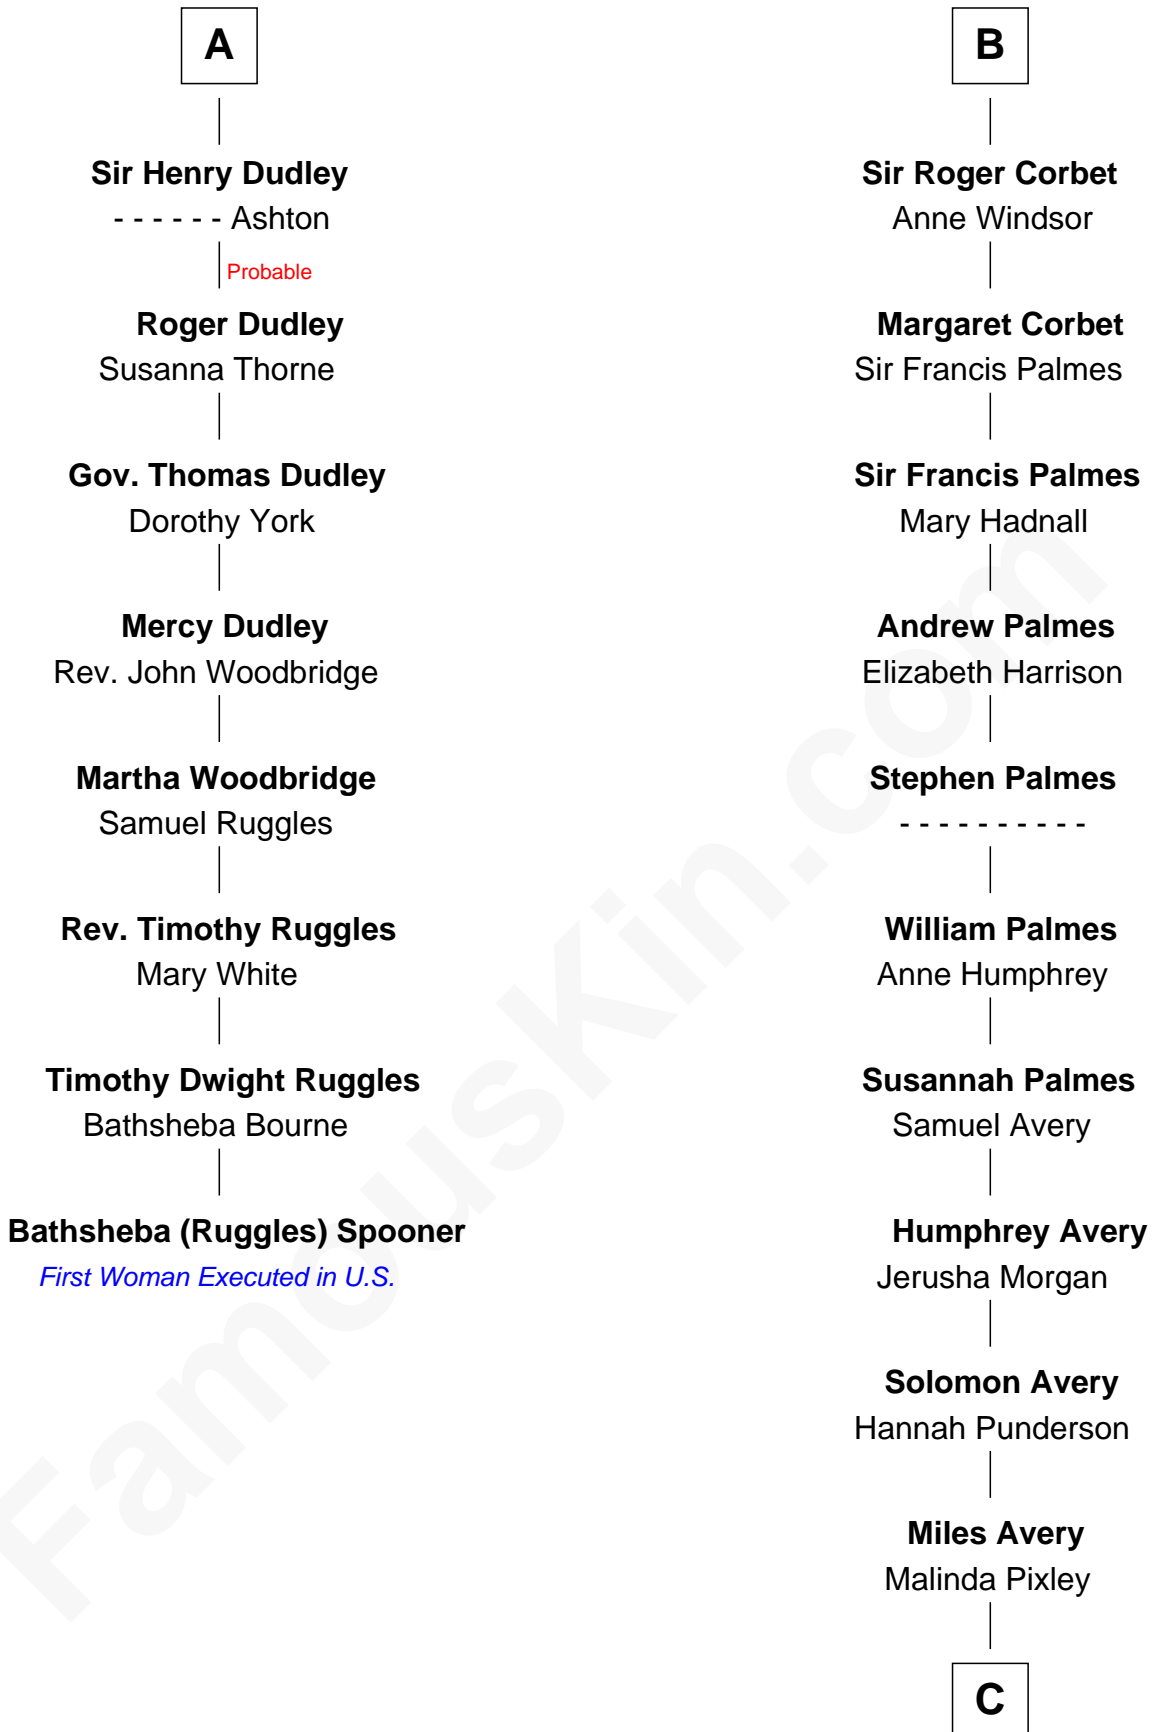 A
Sir Henry Dudley
- - - - - - Ashton
Probable
Roger Dudley
Susanna Thorne
Gov. Thomas Dudley
Dorothy York
Mercy Dudley
Rev. John Woodbridge
Martha Woodbridge
Samuel Ruggles
Rev. Timothy Ruggles
Mary White
Timothy Dwight Ruggles
Bathsheba Bourne
Bathsheba (Ruggles) Spooner
First Woman Executed in U.S.
B
Sir Roger Corbet
Anne Windsor
Margaret Corbet
Sir Francis Palmes
Sir Francis Palmes
Mary Hadnall
Andrew Palmes
Elizabeth Harrison
Stephen Palmes
- - - - - - - - - -
William Palmes
Anne Humphrey
Susannah Palmes
Samuel Avery
Humphrey Avery
Jerusha Morgan
Solomon Avery
Hannah Punderson
Miles Avery
Malinda Pixley
C
FamousKin.com